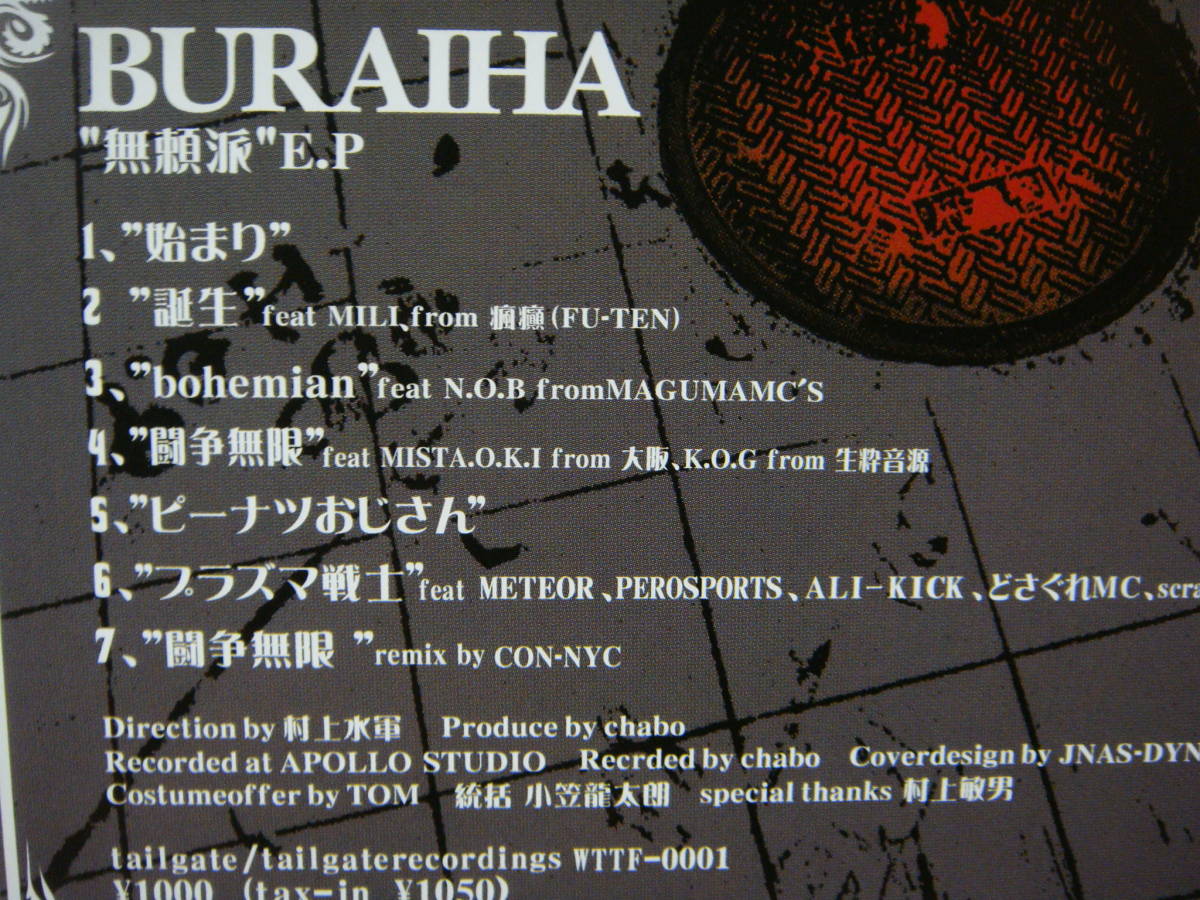 BURAIHA
"無頼派"E.P
1、"始まり"
2 "誕生"feat MILI、from 瘋癲(FU-TEN)
3、"bohemian"feat N.O.B fromMAGUMAMC'S
4、"闘争無限"feat MISTA.O.K.I from 大阪、K.O.G from 生粋音源
5、"ピーナツおじさん"
6、"プラズマ戦士"feat METEOR、PEROSPORTS、ALI-KICK、どさぐれMC、scra
7、"闘争無限 "remix by CON-NYC
Direction by 村上水軍 Produce by chabo
Recorded at APOLLO STUDIO Recrded by chabo Coverdesign by JNAS-DYN
Costumeoffer by TOM 統括 小笠龍太朗 special thanks 村上敏男
tailgate/tailgaterecordings WTTF-0001
¥1000 (tax-in ¥1050)